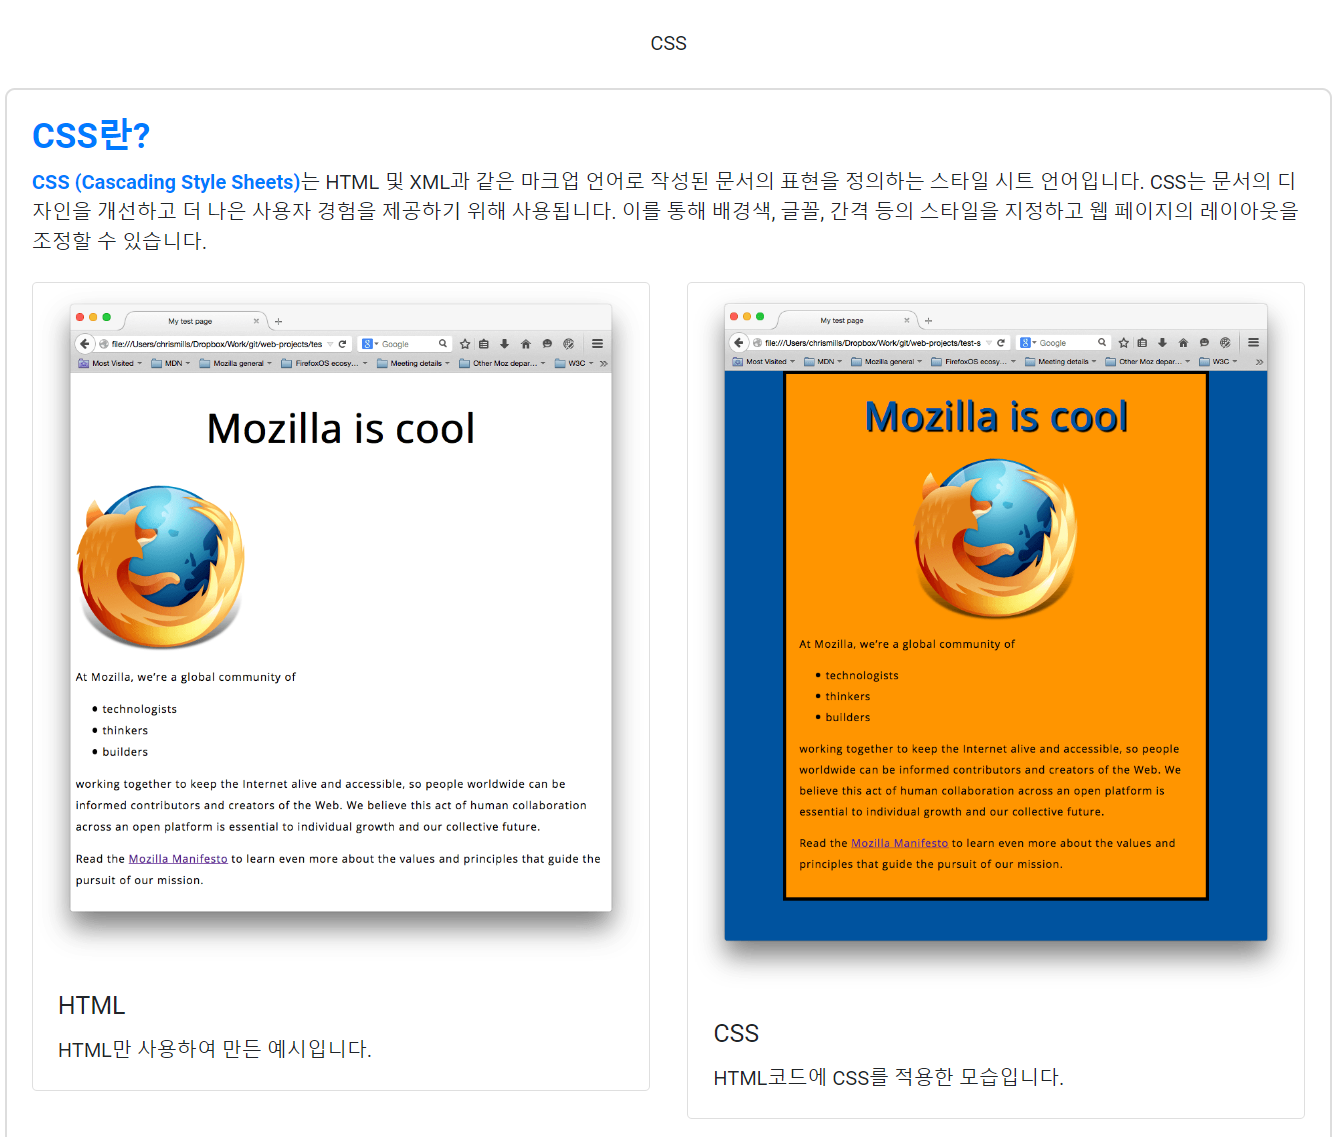 CSS
CSS란?
CSS (Cascading Style Sheets)는 HTML 및 XML과 같은 마크업 언어로 작성된 문서의 표현을 정의하는 스타일 시트 언어입니다. CSS는 문서의 디
자인을 개선하고 더 나은 사용자 경험을 제공하기 위해 사용됩니다. 이를 통해 배경색, 글꼴, 간격 등의 스타일을 지정하고 웹 페이지의 레이아웃을
조정할 수 있습니다.
My test page
file:///Users/chrismills/Dropbox/Work/git/web-projects/tes
Google
Most Visited MDN Mozilla general FirefoxOS ecosy... Meeting details Other Moz depar... W3C
Mozilla is cool
At Mozilla, we're a global community of
• technologists
• thinkers
• builders
working together to keep the Internet alive and accessible, so people worldwide can be
informed contributors and creators of the Web. We believe this act of human collaboration
across an open platform is essential to individual growth and our collective future.
Read the Mozilla Manifesto to learn even more about the values and principles that guide the
pursuit of our mission.
HTML
HTML만 사용하여 만든 예시입니다.
My test page
file:///Users/chrismills/Dropbox/Work/git/web-projects/test-s
Google
Most Visited MDN Mozilla general FirefoxOS ecosy... Meeting details Other Moz depar... W3C
Mozilla is cool
At Mozilla, we're a global community of
• technologists
• thinkers
• builders
working together to keep the Internet alive and accessible, so people
worldwide can be informed contributors and creators of the Web. We
believe this act of human collaboration across an open platform is
essential to individual growth and our collective future.
Read the Mozilla Manifesto to learn even more about the values and
principles that guide the pursuit of our mission.
CSS
HTML코드에 CSS를 적용한 모습입니다.